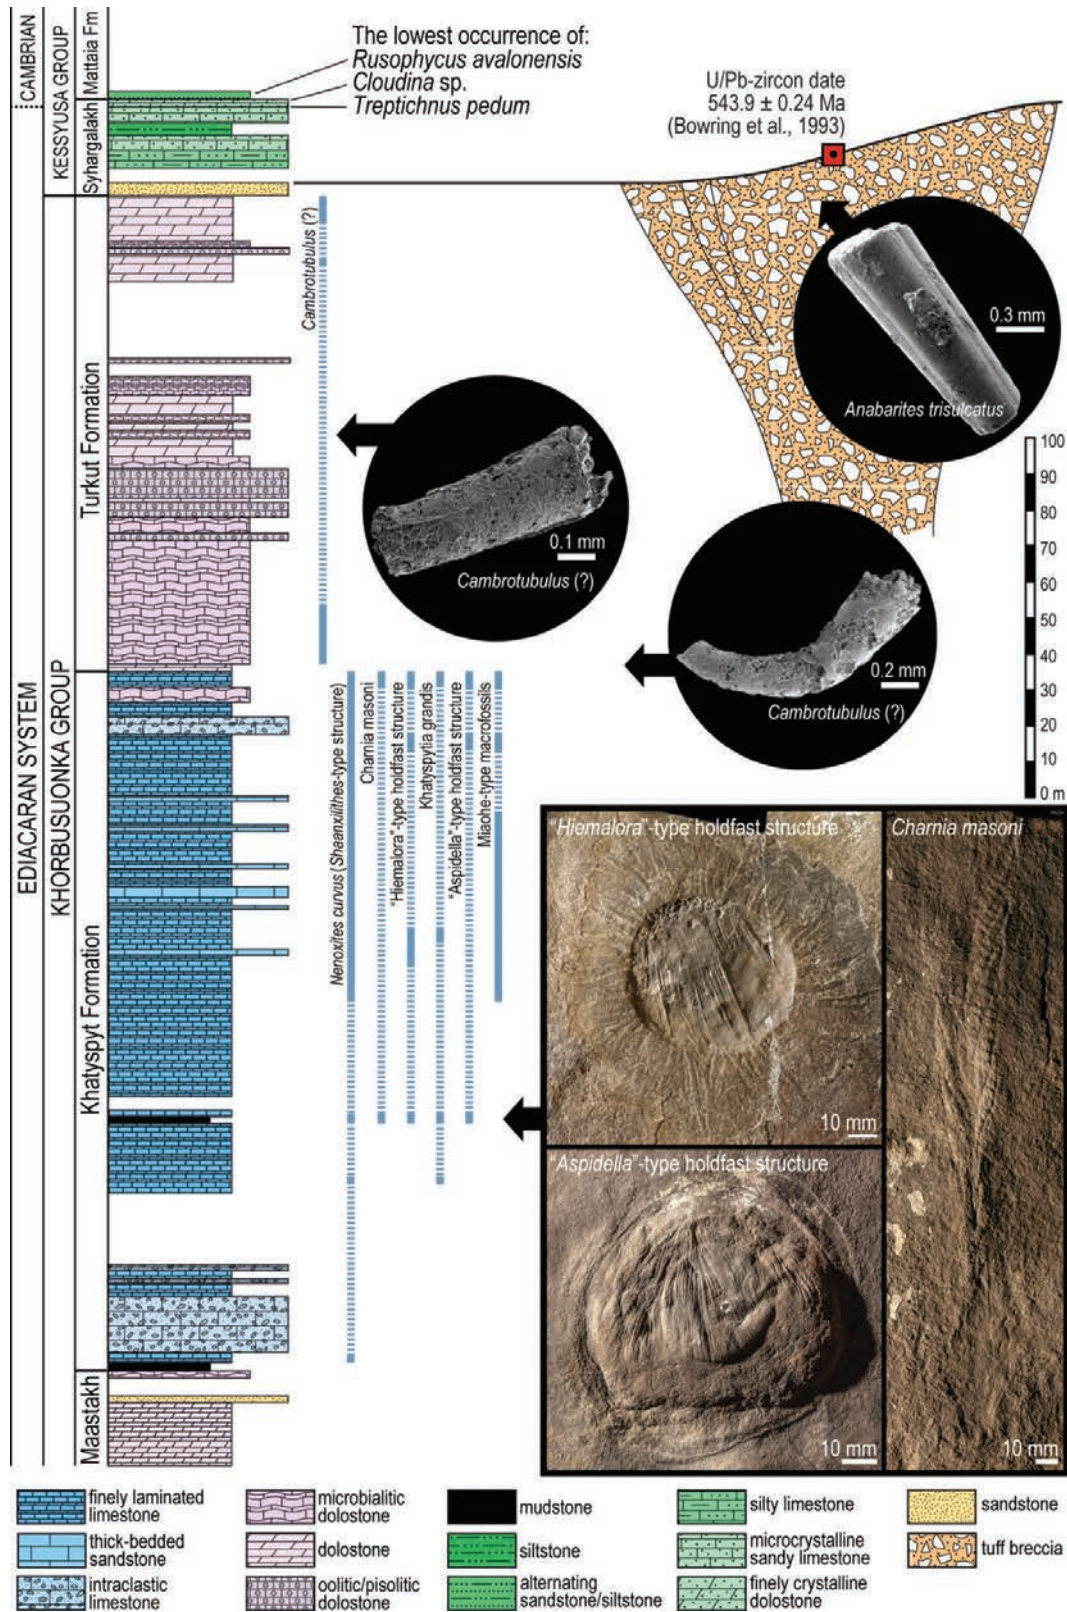 CAMBRIAN
EDIACARAN SYSTEM
KESSYUSA GROUP
KHORBUSUONKA GROUP
Mattaia Fm
Syhargalakh
Turkut Formation
Khatyspyt Formation
Maastakh
The lowest occurrence of:
Rusophycus avalonensis
Cloudina sp.
Treptichnus pedum
U/Pb-zircon date
543.9 ± 0.24 Ma
(Bowring et al., 1993)
Cambrotubulus (?)
0.3 mm
Anabarites trisulcatus
0.1 mm
Cambrotubulus (?)
0.2 mm
Cambrotubulus (?)
100
90
80
70
60
50
40
30
20
10
0 m
Nenoxites curvus (Shaanxilithes-type structure)
Charnia masoni
"Hiemalora"-type holdfast structure
Khatyspytia grandis
"Aspidella"-type holdfast structure
Miaohe-type macrofossils
"Hiemalora"-type holdfast structure
10 mm
Charnia masoni
10 mm
"Aspidella"-type holdfast structure
10 mm
finely laminated
limestone
thick-bedded
sandstone
intraclastic
limestone
microbialitic
dolostone
dolostone
oolitic/pisolitic
dolostone
mudstone
siltstone
alternating
sandstone/siltstone
silty limestone
microcrystalline
sandy limestone
finely crystalline
dolostone
sandstone
tuff breccia